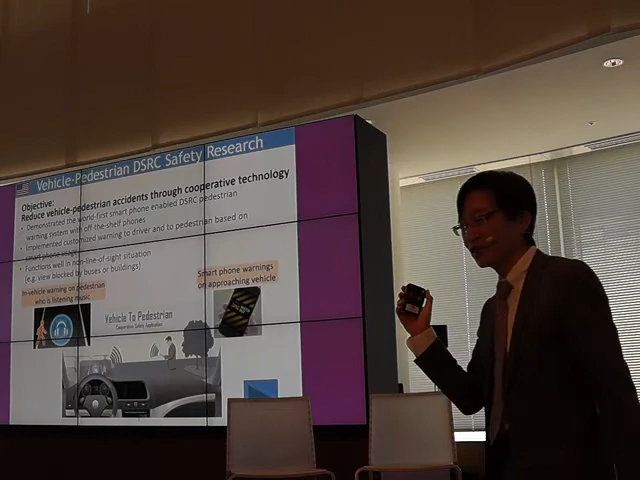 Vehicle-Pedestrian DSRC Safety Research
Objective:
Reduce vehicle-pedestrian accidents through cooperative technology
• Demonstrated the world-first smart phone enabled DSRC pedestrian
warning system with off-the-shelf phones
• Implemented customized warning to driver and to pedestrian based on
smart phone usage
• Functions well in non-line-of-sight situation
(e.g. view blocked by buses or buildings)
In-vehicle warning on pedestrian
who is listening music
Smart phone warnings
on approaching vehicle
Vehicle To Pedestrian
Cooperative Safety Application